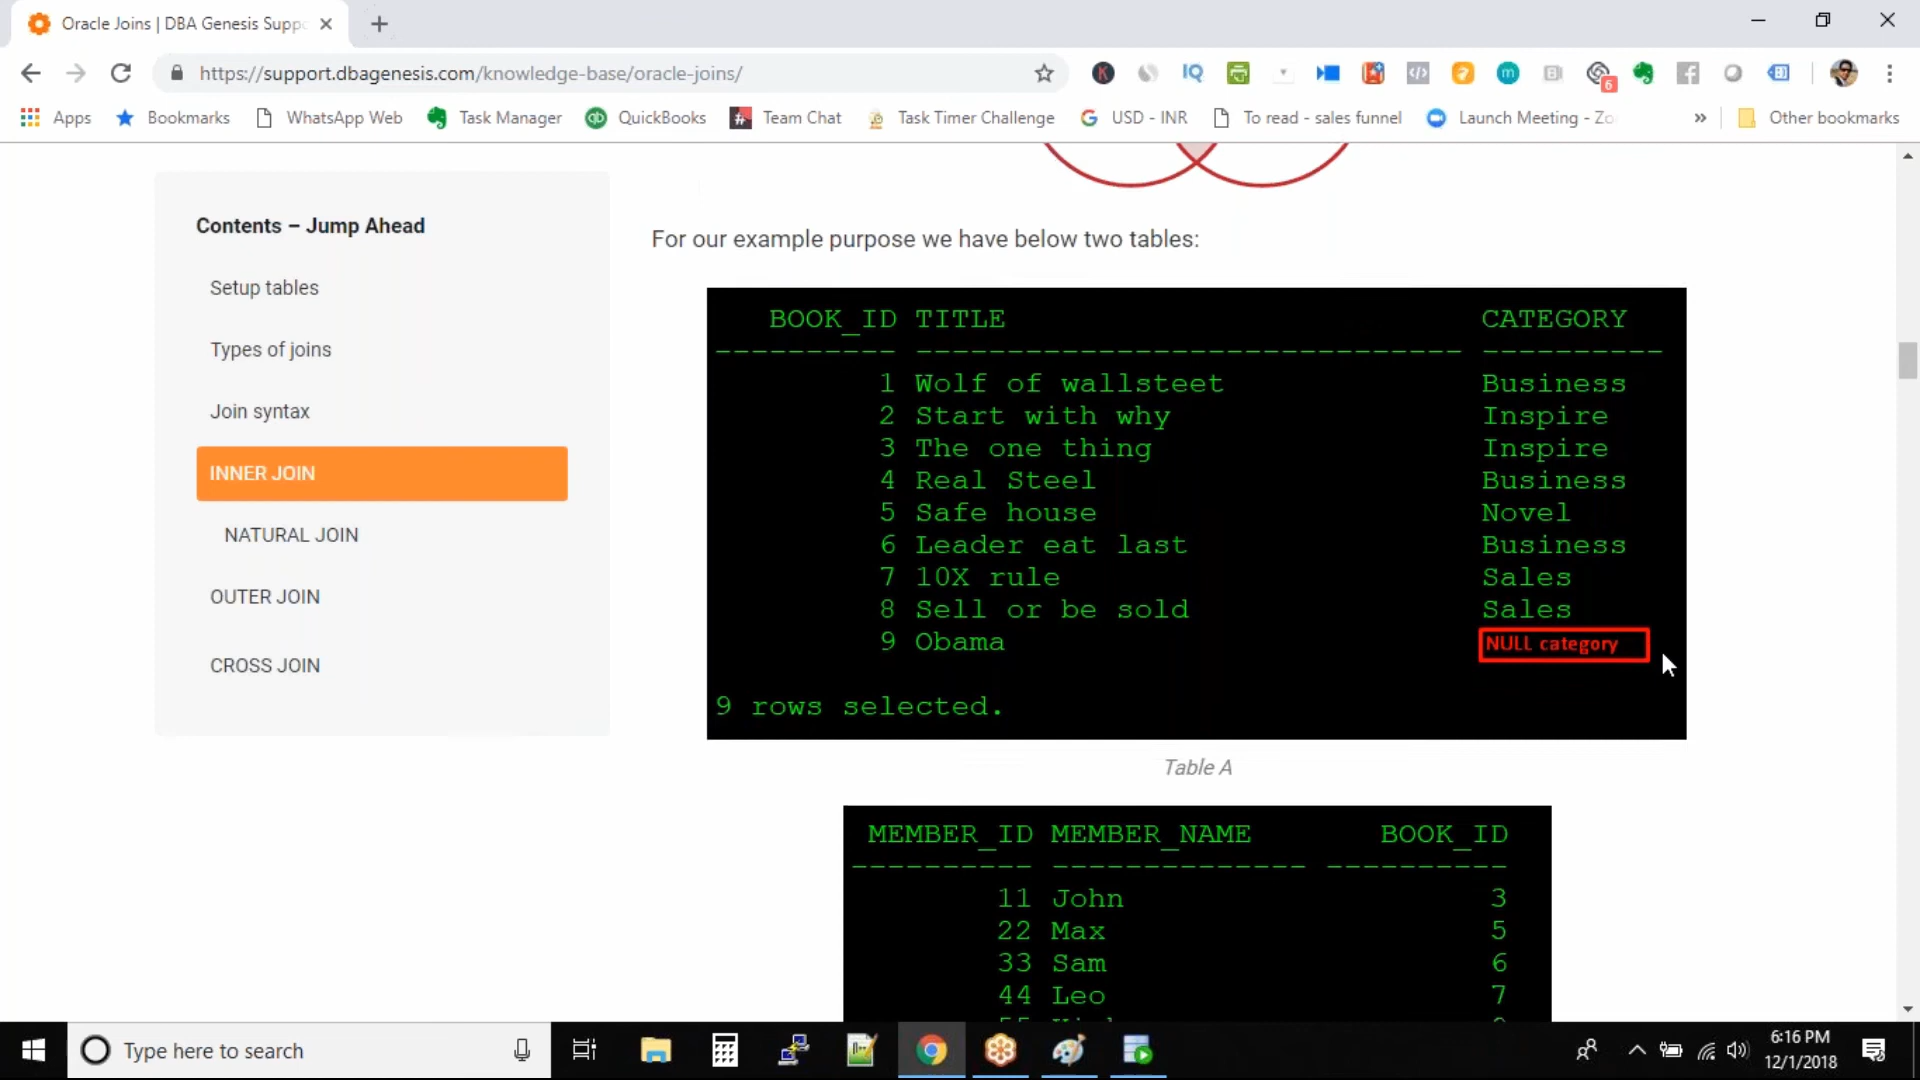 Oracle Joins | DBA Genesis Suppo
https://support.dbagenesis.com/knowledge-base/oracle-joins/
K
IQ
m
6
Apps
Bookmarks
WhatsApp Web
Task Manager
QuickBooks
Team Chat
Task Timer Challenge
USD - INR
To read - sales funnel
Launch Meeting - Zo
Other bookmarks
Contents – Jump Ahead
Setup tables
Types of joins
Join syntax
INNER JOIN
NATURAL JOIN
OUTER JOIN
CROSS JOIN
For our example purpose we have below two tables:
BOOK_ID TITLE CATEGORY
---------- ------------------------------ ----------
1 Wolf of wallsteet Business
2 Start with why Inspire
3 The one thing Inspire
4 Real Steel Business
5 Safe house Novel
6 Leader eat last Business
7 10X rule Sales
8 Sell or be sold Sales
9 Obama NULL category
9 rows selected.
Table A
MEMBER_ID MEMBER_NAME BOOK_ID
---------- -------------- ----------
11 John 3
22 Max 5
33 Sam 6
44 Leo 7
Type here to search
6:16 PM
12/1/2018